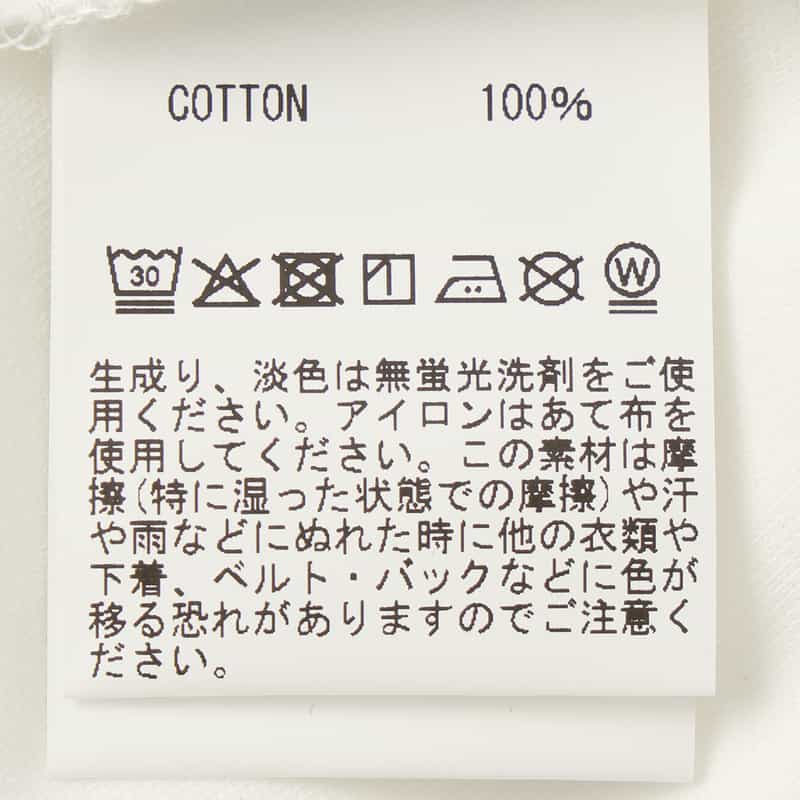 COTTON 100%
30 W
生成り、淡色は無蛍光洗剤をご使
用ください。アイロンはあて布を
使用してください。この素材は摩
擦(特に湿った状態での摩擦)や汗
や雨などにぬれた時に他の衣類や
下着、ベルト・バックなどに色が
移る恐れがありますのでご注意く
ださい。